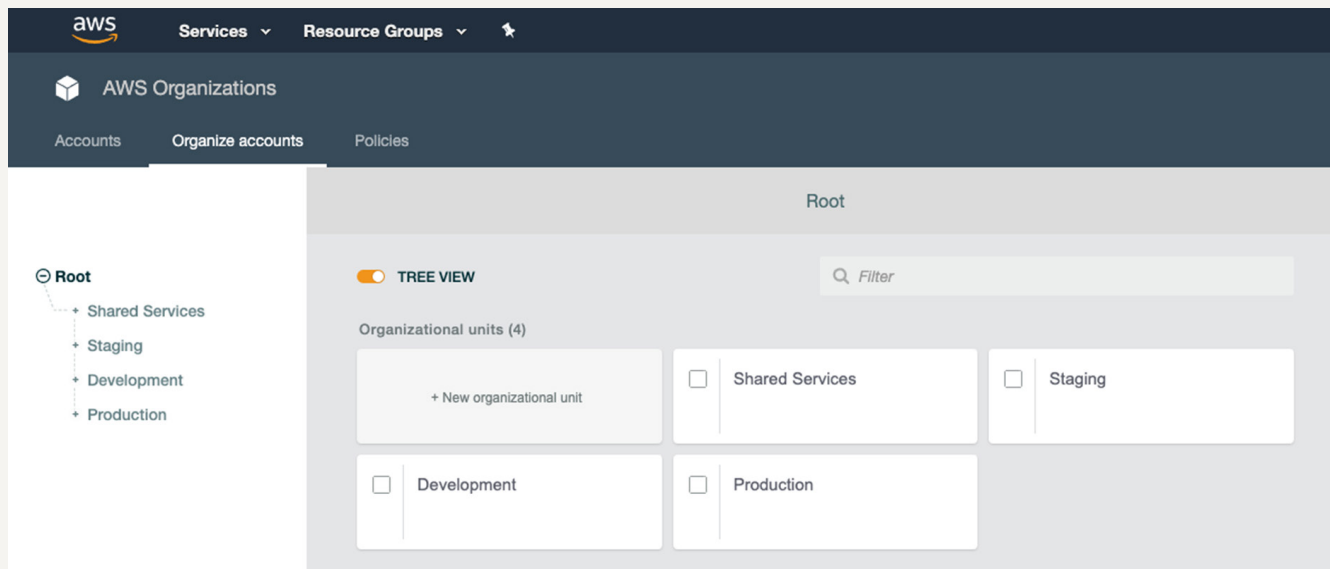 aws Services Resource Groups
AWS Organizations
Accounts Organize accounts Policies
Root
Root
Shared Services
Staging
Development
Production
TREE VIEW
Filter
Organizational units (4)
+ New organizational unit
Shared Services
Staging
Development
Production